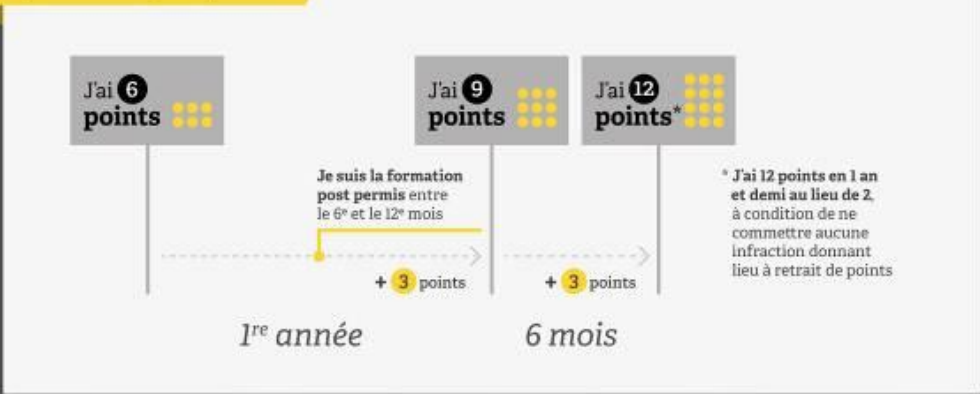 J'ai 6
points
J'ai 9
points
J'ai 12
points*
Je suis la formation
post permis entre
le 6e et le 12e mois
* J'ai 12 points en 1 an
et demi au lieu de 2,
à condition de ne
commettre aucune
infraction donnant
lieu à retrait de points
+ 3 points
+ 3 points
1re année
6 mois